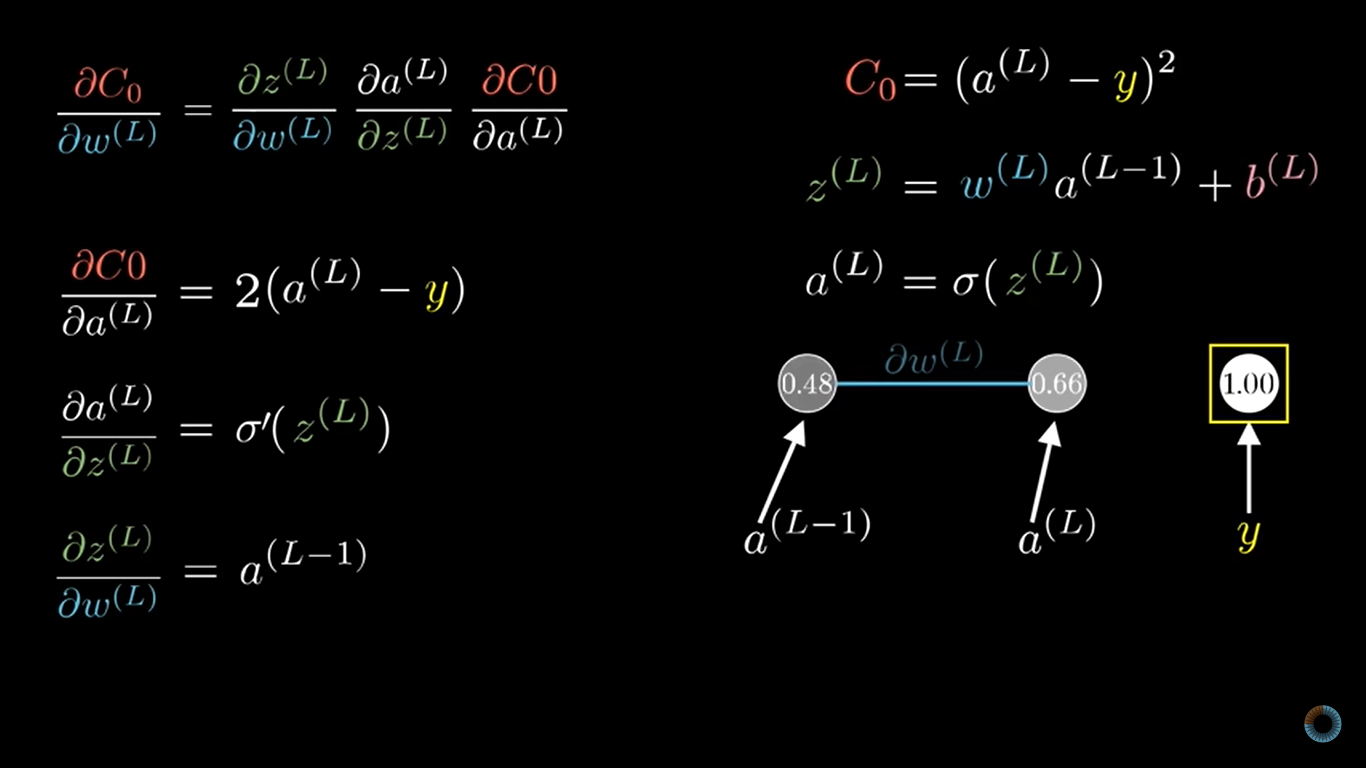 ∂C₀/∂w^(L) = ∂z^(L)/∂w^(L) ∂a^(L)/∂z^(L) ∂C0/∂a^(L)
∂C0/∂a^(L) = 2(a^(L) − y)
∂a^(L)/∂z^(L) = σ′(z^(L))
∂z^(L)/∂w^(L) = a^(L−1)
C₀ = (a^(L) − y)²
z^(L) = w^(L)a^(L−1) + b^(L)
a^(L) = σ(z^(L))
∂w^(L)
0.48 0.66 1.00
a^(L−1) a^(L) y